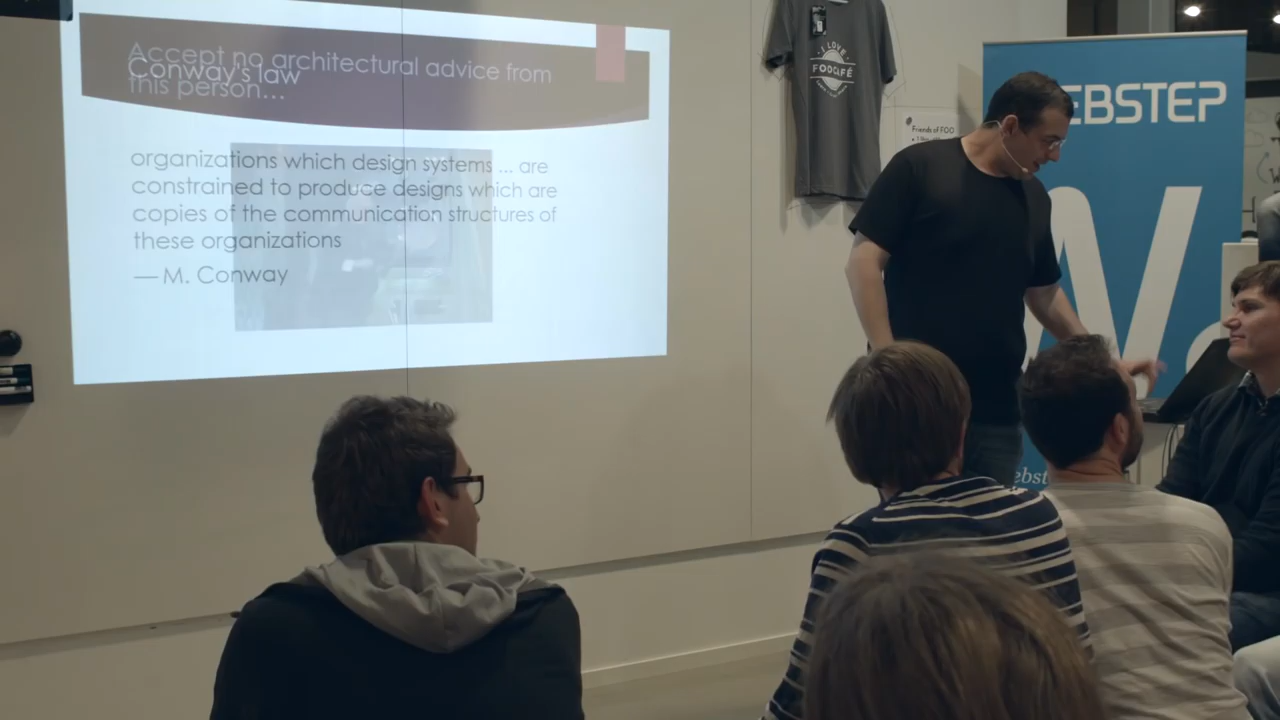 Accept no architectural advice from
Conway's law
this person...
organizations which design systems ... are
constrained to produce designs which are
copies of the communication structures of
these organizations
— M. Conway
I LOVE
FOOCAFÉ
Friends of FOO
EBSTEP
ebst